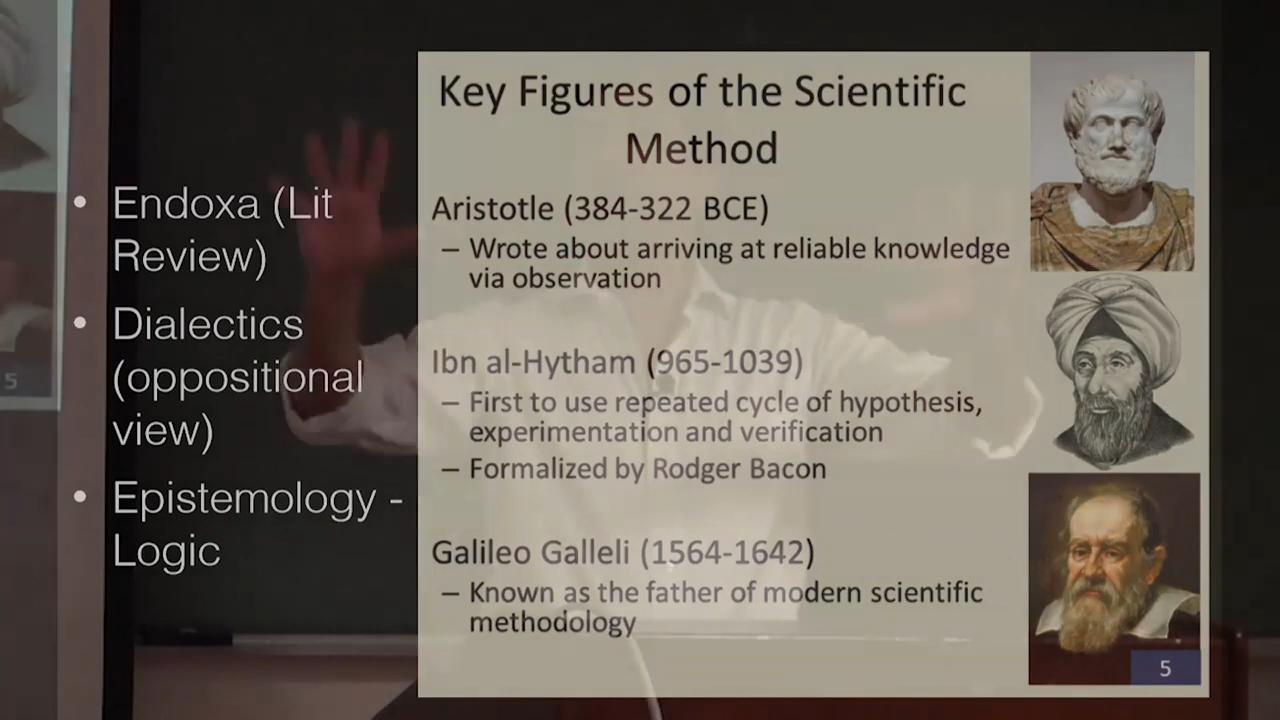 • Endoxa (Lit
Review)
• Dialectics
(oppositional
view)
• Epistemology -
Logic
Key Figures of the Scientific
Method
Aristotle (384-322 BCE)
– Wrote about arriving at reliable knowledge
via observation
Ibn al-Hytham (965-1039)
– First to use repeated cycle of hypothesis,
experimentation and verification
– Formalized by Rodger Bacon
Galileo Galleli (1564-1642)
– Known as the father of modern scientific
methodology
5
5